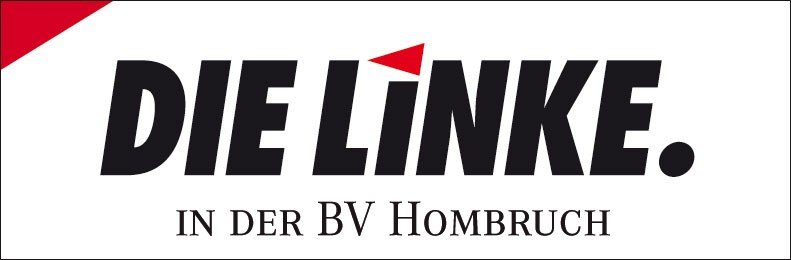 DIE LINKE.
IN DER BV HOMBRUCH